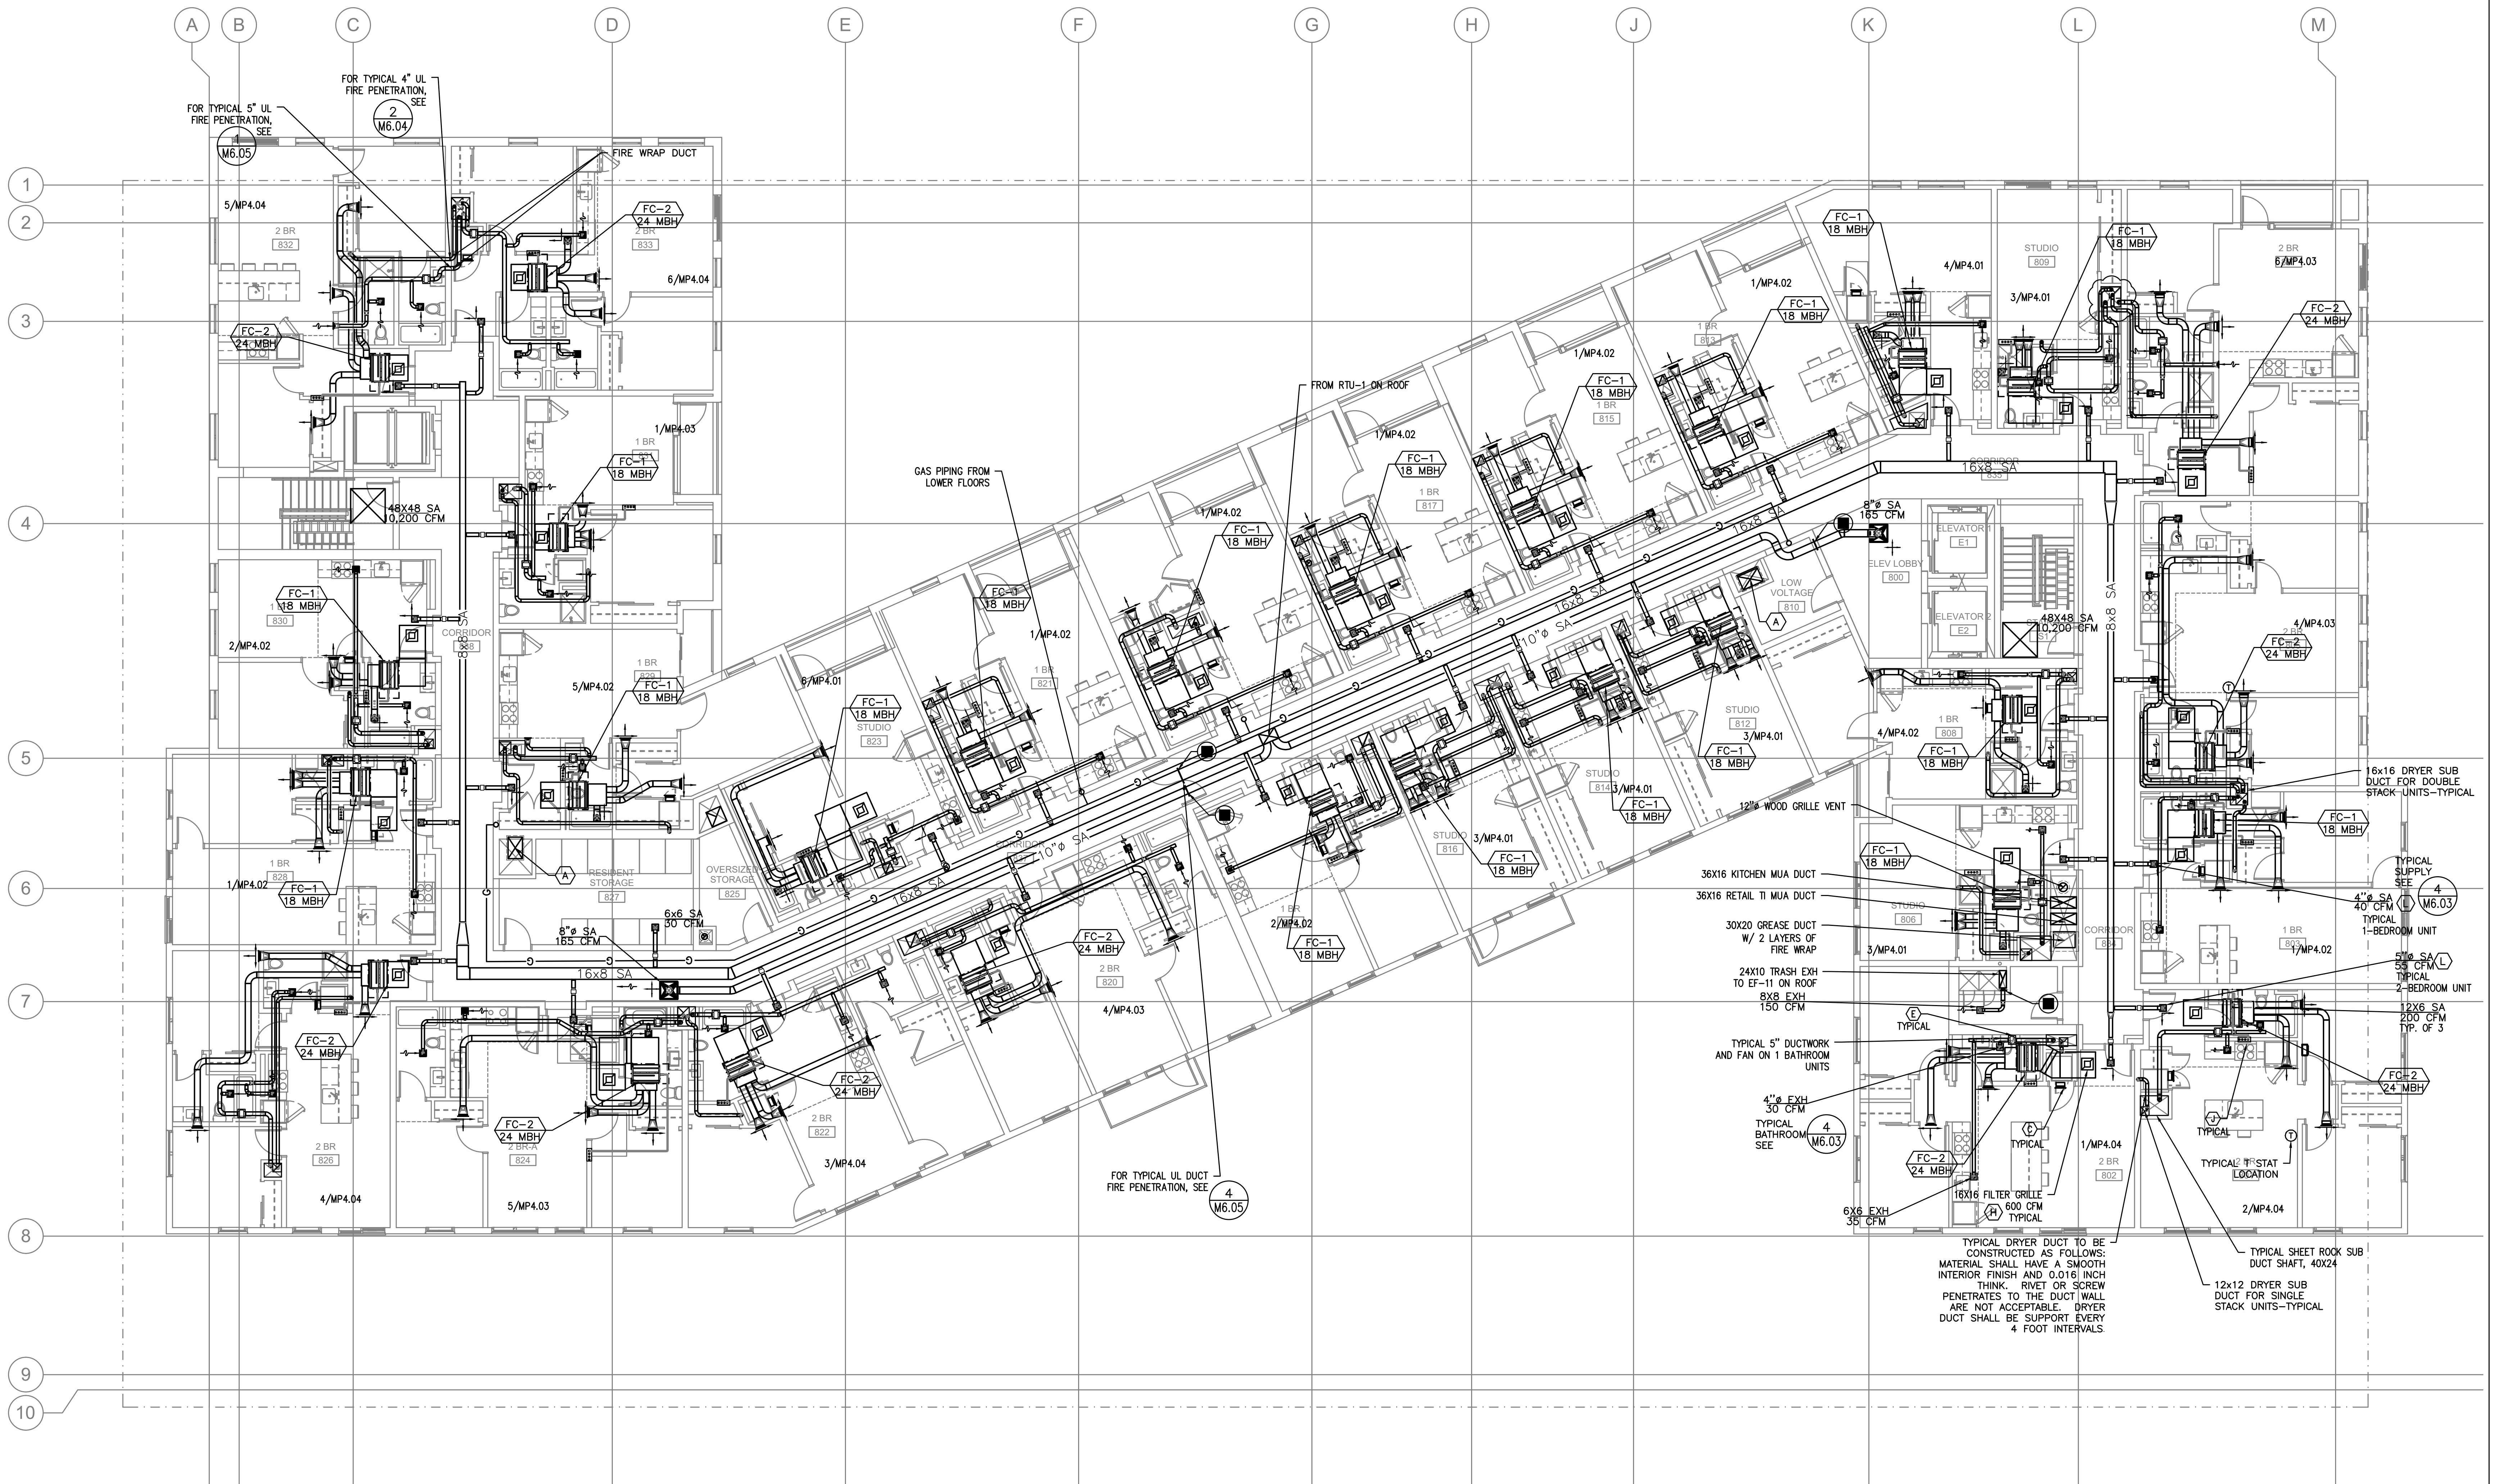 A
B
C
D
E
F
G
H
J
K
L
M
1
2
3
4
5
6
7
8
9
10
FOR TYPICAL 4" UL
FIRE PENETRATION,
SEE
2
M6.04
FOR TYPICAL 5" UL
FIRE PENETRATION,
SEE
1
M6.05
FIRE WRAP DUCT
5/MP4.04
2 BR
832
FC-2
24 MBH
2 BR
833
6/MP4.04
FC-2
24 MBH
1/MP4.03
1 BR
FC-1
18 MBH
48X48 SA
10,200 CFM
FC-1
18 MBH
830
2/MP4.02
8x8 SA
CORRIDOR
838
1 BR
829
5/MP4.02
FC-1
18 MBH
6/MP4.01
FC-1
18 MBH
STUDIO
823
1 BR
828
1/MP4.02
FC-1
18 MBH
A
RESIDENT
STORAGE
827
OVERSIZED
STORAGE
825
8"ø SA
165 CFM
6x6 SA
30 CFM
16x8 SA
FC-2
24 MBH
2 BR
826
4/MP4.04
FC-2
24 MBH
2 BR-A
824
5/MP4.03
FC-2
24 MBH
2 BR
822
3/MP4.04
FC-2
24 MBH
2 BR
820
4/MP4.03
FOR TYPICAL UL DUCT
FIRE PENETRATION, SEE
4
M6.05
16x8 SA
CORRIDOR
10"ø SA
GAS PIPING FROM
LOWER FLOORS
FROM RTU-1 ON ROOF
FC-1
18 MBH
1/MP4.02
1 BR
821
FC-1
18 MBH
1/MP4.02
FC-1
18 MBH
1/MP4.02
1 BR
817
FC-1
18 MBH
1/MP4.02
1 BR
815
FC-1
18 MBH
1/MP4.02
1 BR
813
16x8 SA
10"ø SA
16x8 SA
8"ø SA
165 CFM
LOW
VOLTAGE
810
A
STUDIO
812
3/MP4.01
FC-1
18 MBH
STUDIO
814
3/MP4.01
FC-1
18 MBH
STUDIO
816
3/MP4.01
FC-1
18 MBH
1 BR
2/MP4.02
FC-1
18 MBH
FC-1
18 MBH
4/MP4.01
STUDIO
809
3/MP4.01
FC-1
18 MBH
2 BR
6/MP4.03
FC-2
24 MBH
16x8 SA
CORRIDOR
835
ELEVATOR 1
E1
ELEV LOBBY
800
ELEVATOR 2
E2
48X48 SA
10,200 CFM
8x8 SA
4/MP4.03
2 BR
FC-2
24 MBH
T
4/MP4.02
1 BR
808
FC-1
18 MBH
12"ø WOOD GRILLE VENT
FC-1
18 MBH
36X16 KITCHEN MUA DUCT
36X16 RETAIL TI MUA DUCT
STUDIO
806
30X20 GREASE DUCT
W/ 2 LAYERS OF
FIRE WRAP
3/MP4.01
CORRIDOR
834
24X10 TRASH EXH
TO EF-11 ON ROOF
8X8 EXH
150 CFM
E
TYPICAL
TYPICAL 5" DUCTWORK
AND FAN ON 1 BATHROOM
UNITS
4"ø EXH
30 CFM
TYPICAL
BATHROOM
SEE
4
M6.03
C
TYPICAL
FC-2
24 MBH
1/MP4.04
2 BR
802
16X16 FILTER GRILLE
600 CFM
TYPICAL
H
6X6 EXH
35 CFM
16x16 DRYER SUB
DUCT FOR DOUBLE
STACK UNITS-TYPICAL
FC-1
18 MBH
TYPICAL
SUPPLY
SEE
4
M6.03
4"ø SA
40 CFM
L
TYPICAL
1-BEDROOM UNIT
1 BR
803
1/MP4.02
5"ø SA
55 CFM
L
TYPICAL
2-BEDROOM UNIT
12X6 SA
200 CFM
TYP. OF 3
FC-2
24 MBH
J
TYPICAL
T
TYPICAL T STAT
LOCATION
2 BR
2/MP4.04
TYPICAL DRYER DUCT TO BE
CONSTRUCTED AS FOLLOWS:
MATERIAL SHALL HAVE A SMOOTH
INTERIOR FINISH AND 0.016 INCH
THINK. RIVET OR SCREW
PENETRATES TO THE DUCT WALL
ARE NOT ACCEPTABLE. DRYER
DUCT SHALL BE SUPPORT EVERY
4 FOOT INTERVALS.
TYPICAL SHEET ROCK SUB
DUCT SHAFT, 40X24
12x12 DRYER SUB
DUCT FOR SINGLE
STACK UNITS-TYPICAL